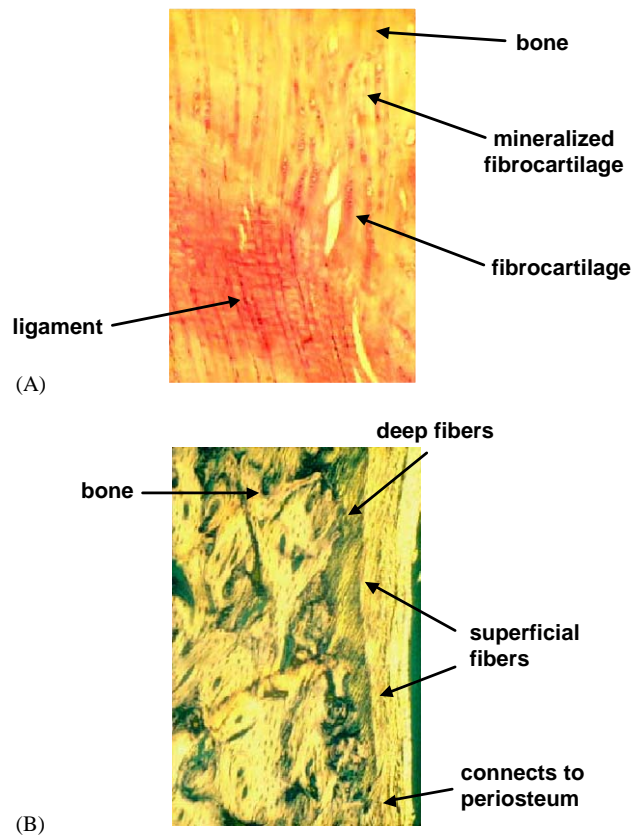 bone
mineralized
fibrocartilage
fibrocartilage
ligament
(A)
deep fibers
bone
superficial
fibers
connects to
periosteum
(B)